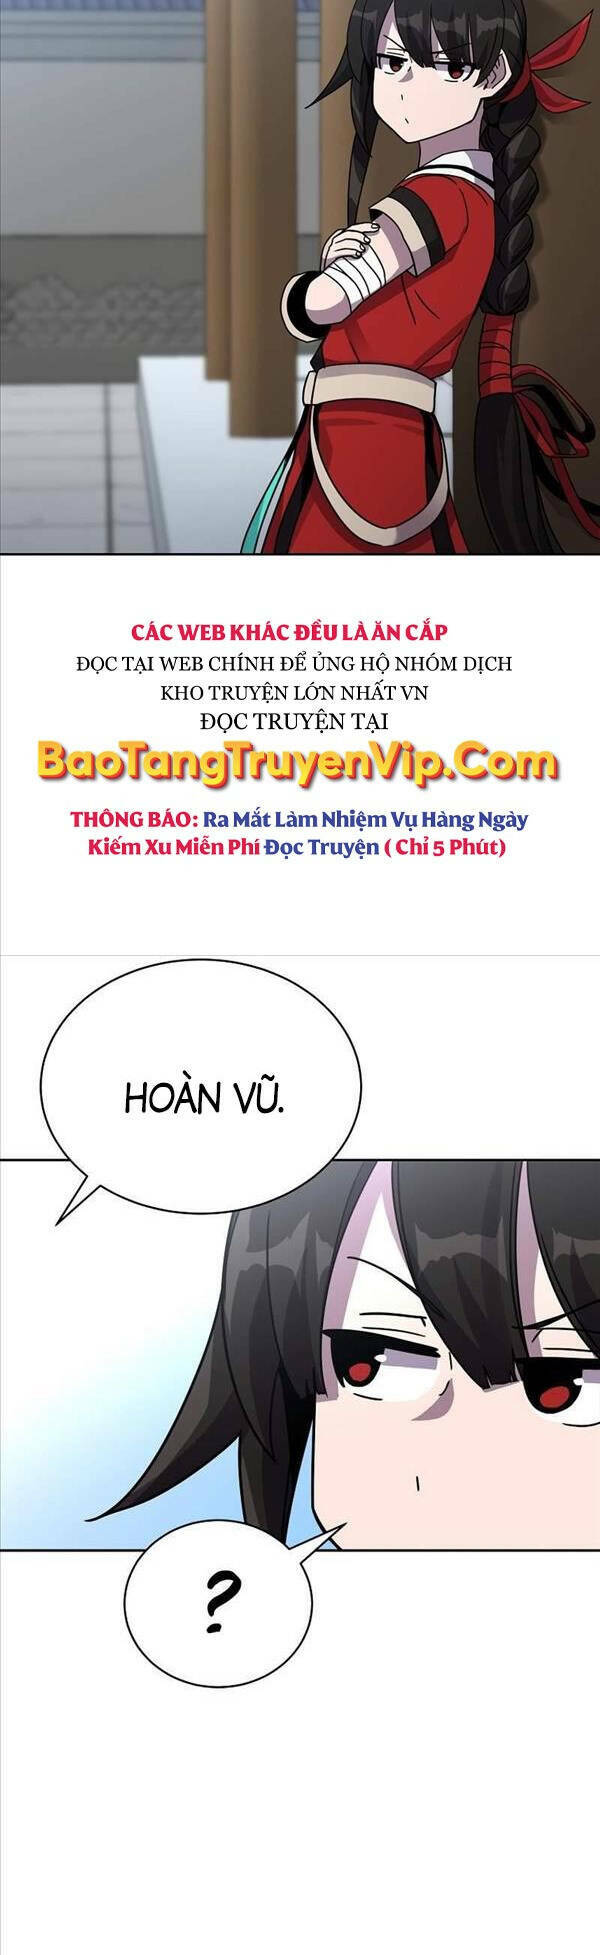 CÁC WEB KHÁC ĐỀU LÀ ĂN CẮP
ĐỌC TẠI WEB CHÍNH ĐỂ ỦNG HỘ NHÓM DỊCH
KHO TRUYỆN LỚN NHẤT VN
ĐỌC TRUYỆN TẠI
BaoTangTruyenVip.Com
THÔNG BÁO: Ra Mắt Làm Nhiệm Vụ Hàng Ngày
Kiếm Xu Miễn Phí Đọc Truyện ( Chỉ 5 Phút)
HOÀN VŨ.
?